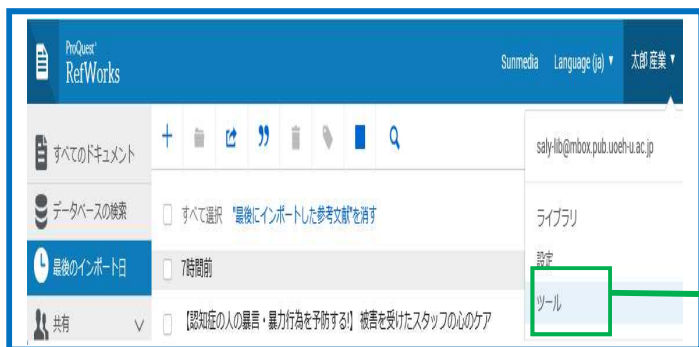 ProQuest®
RefWorks
Sunmedia Language (ja) ▼ 太郎 産業 ▼
すべてのドキュメント
データベースの検索
最後のインポート日
共有
すべて選択 "最後にインポートした参考文献"を消す
7時間前
【認知症の人の暴言・暴力行為を予防する!】 被害を受けたスタッフの心のケア
saly-lib@mbox.pub.uoeh-u.ac.jp
ライブラリ
設定
ツール